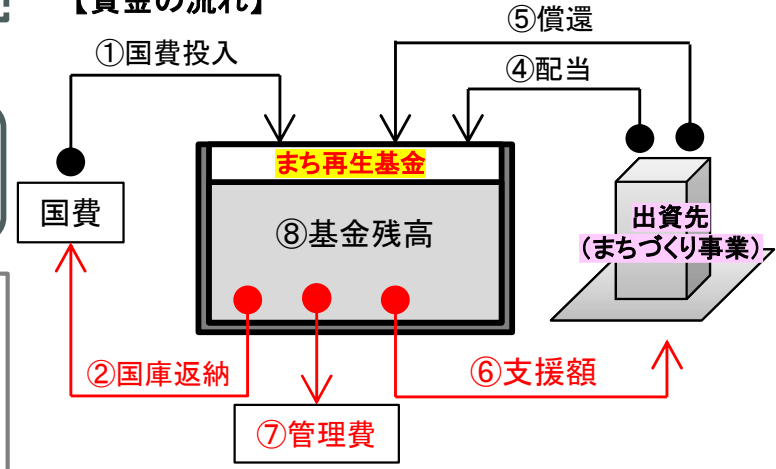 【資金の流れ】
⑤償還
①国費投入
④配当
まち再生基金
国費
⑧基金残高
出資先
(まちづくり事業)
②国庫返納
⑥支援額
⑦管理費